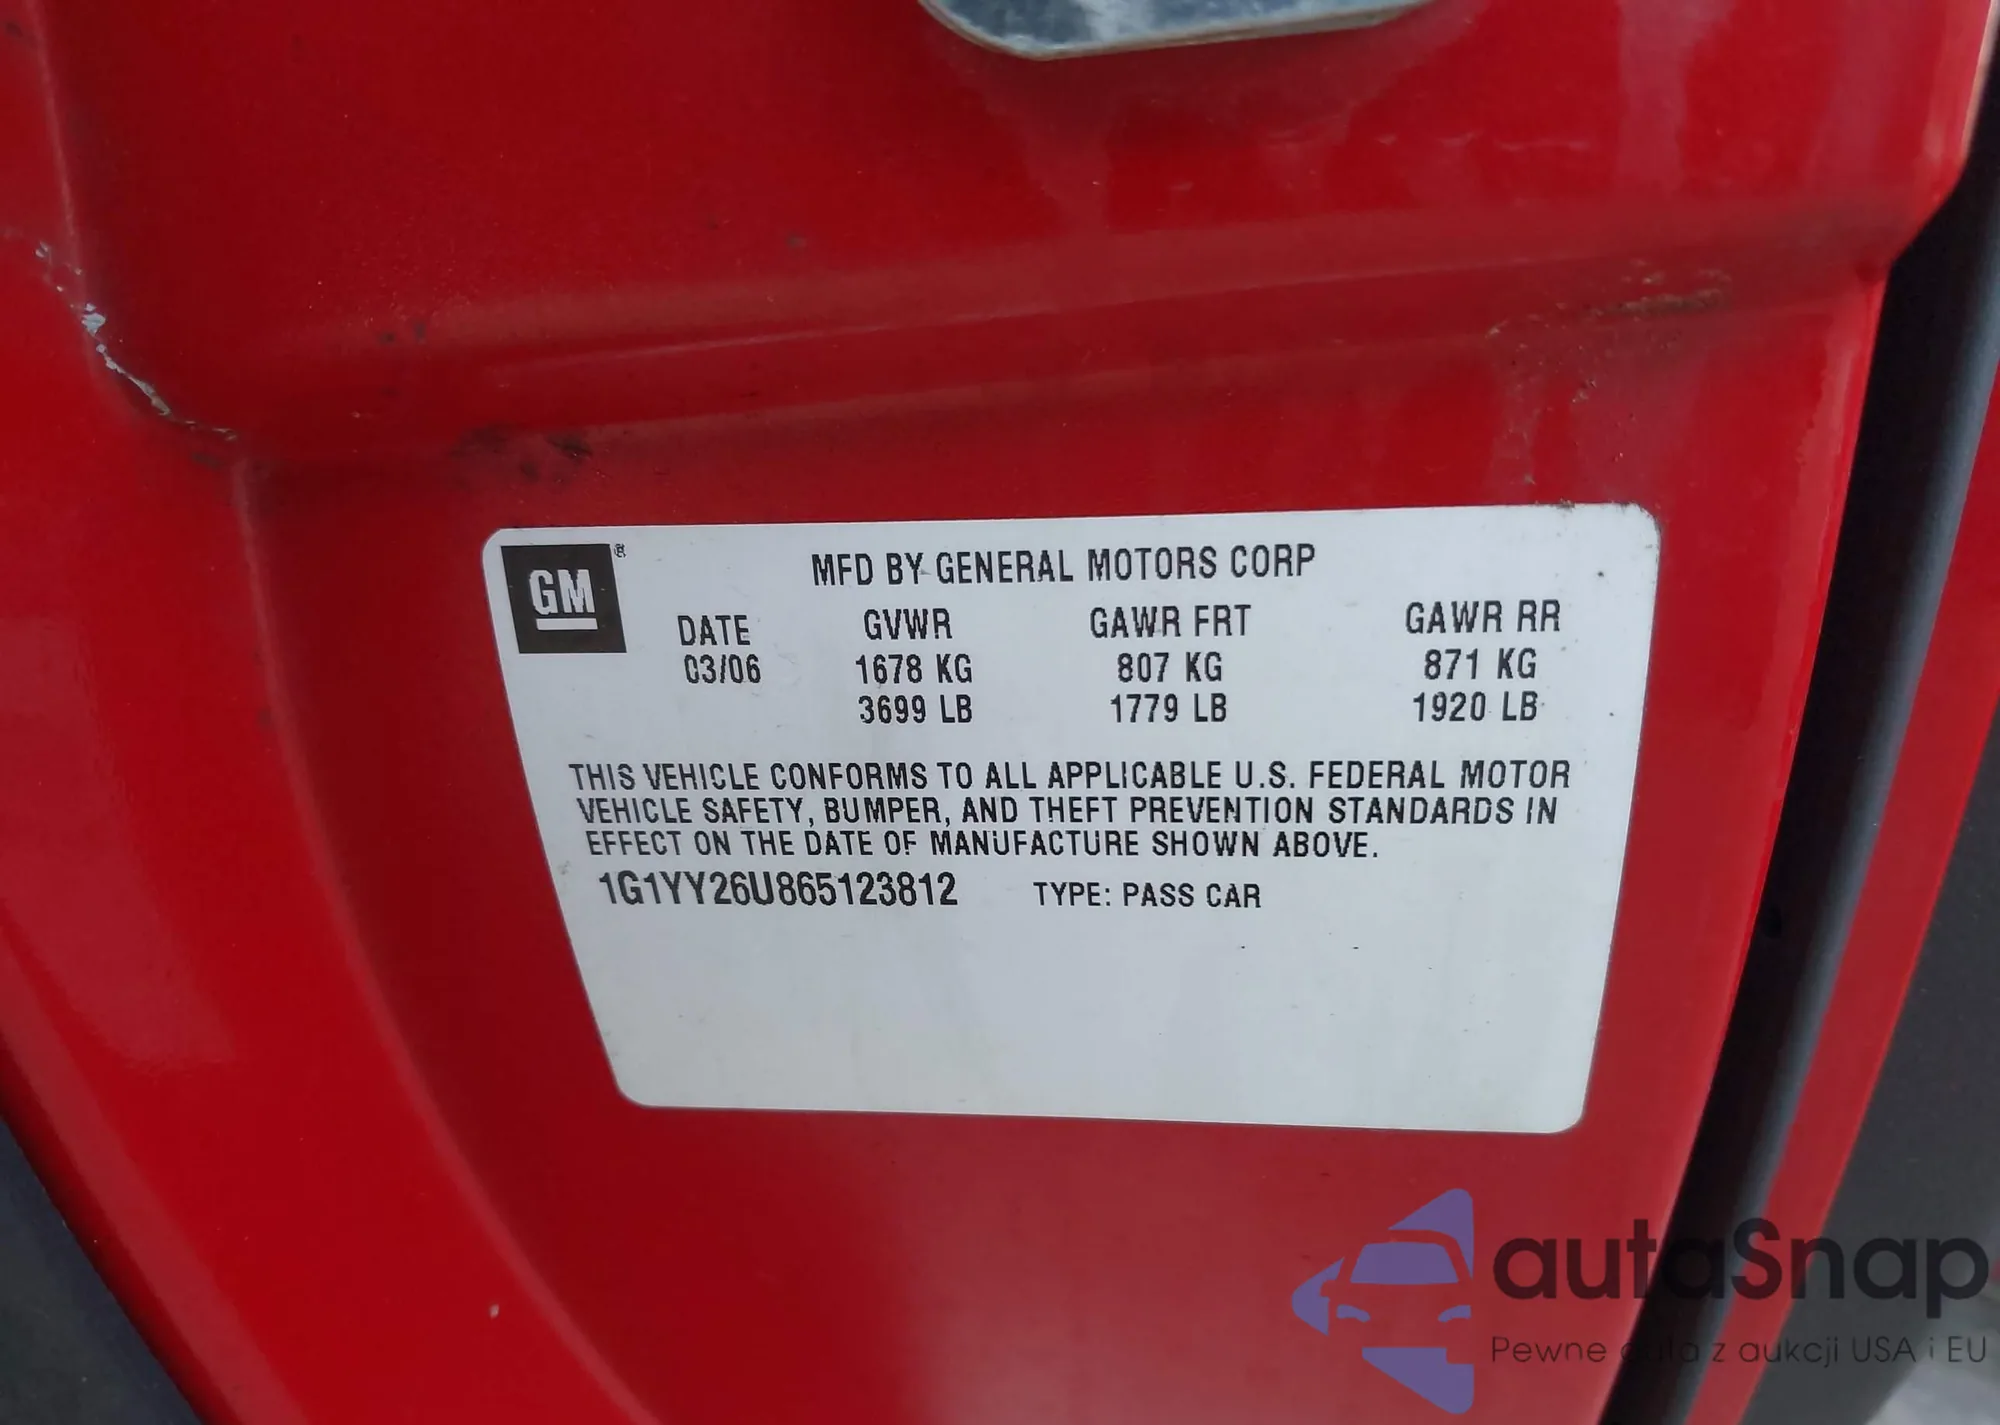 GM ®
MFD BY GENERAL MOTORS CORP
DATE GVWR GAWR FRT GAWR RR
03/06 1678 KG 807 KG 871 KG
3699 LB 1779 LB 1920 LB
THIS VEHICLE CONFORMS TO ALL APPLICABLE U.S. FEDERAL MOTOR
VEHICLE SAFETY, BUMPER, AND THEFT PREVENTION STANDARDS IN
EFFECT ON THE DATE OF MANUFACTURE SHOWN ABOVE.
1G1YY26U865123812 TYPE: PASS CAR
autaSnap
Pewne auta z aukcji USA i EU